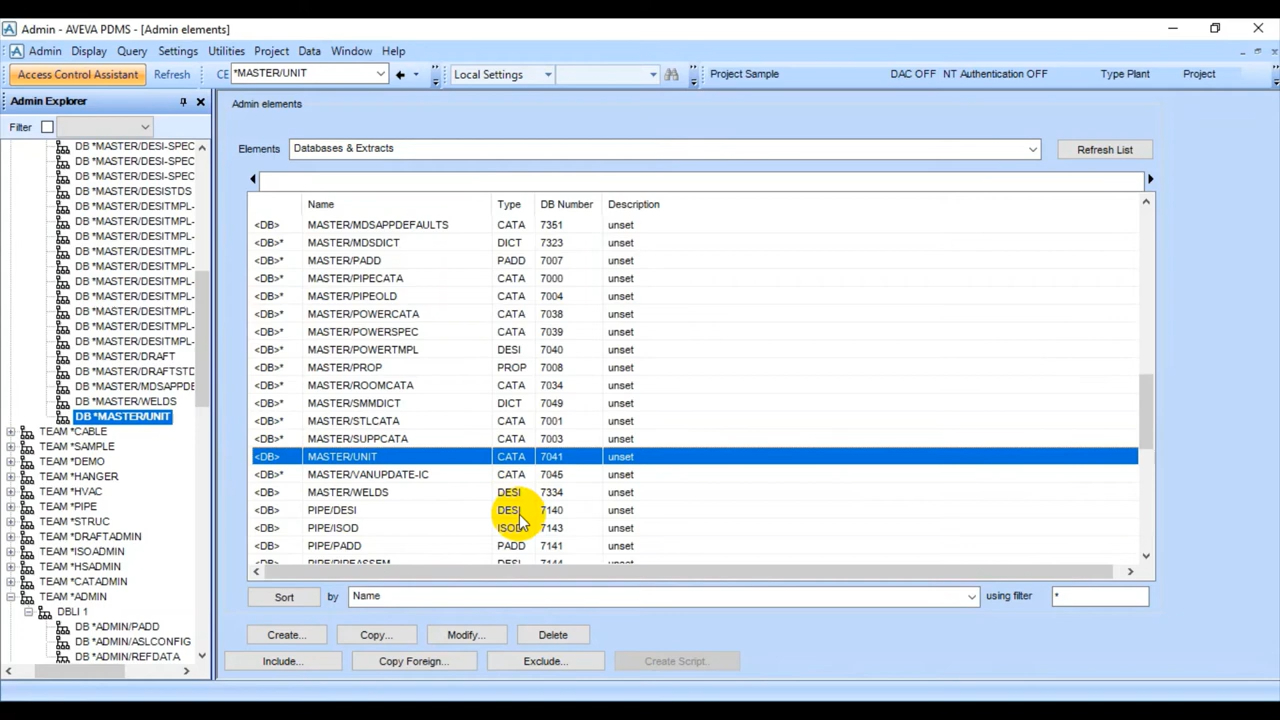 Admin - AVEVA PDMS - [Admin elements]
Admin Display Query Settings Utilities Project Data Window Help
Access Control Assistant Refresh CE *MASTER/UNIT Local Settings Project Sample DAC OFF NT Authentication OFF Type Plant Project
Admin Explorer
Filter
DB *MASTER/DESI-SPEC
DB *MASTER/DESI-SPEC
DB *MASTER/DESI-SPEC
DB *MASTER/DESISTDS
DB *MASTER/DESITMPL-
DB *MASTER/DESITMPL-
DB *MASTER/DESITMPL-
DB *MASTER/DESITMPL-
DB *MASTER/DESITMPL-
DB *MASTER/DESITMPL-
DB *MASTER/DESITMPL-
DB *MASTER/DESITMPL-
DB *MASTER/DESITMPL-
DB *MASTER/DESITMPL-
DB *MASTER/DRAFT
DB *MASTER/DRAFTSTD
DB *MASTER/MDSAPPDE
DB *MASTER/WELDS
DB *MASTER/UNIT
TEAM *CABLE
TEAM *SAMPLE
TEAM *DEMO
TEAM *HANGER
TEAM *HVAC
TEAM *PIPE
TEAM *STRUC
TEAM *DRAFTADMIN
TEAM *ISOADMIN
TEAM *HSADMIN
TEAM *CATADMIN
TEAM *ADMIN
DBLI 1
DB *ADMIN/PADD
DB *ADMIN/ASLCONFIG
DB *ADMIN/REFDATA
Admin elements
Elements Databases & Extracts Refresh List
Name Type DB Number Description
<DB> MASTER/MDSAPPDEFAULTS CATA 7351 unset
<DB>* MASTER/MDSDICT DICT 7323 unset
<DB>* MASTER/PADD PADD 7007 unset
<DB>* MASTER/PIPECATA CATA 7000 unset
<DB>* MASTER/PIPEOLD CATA 7004 unset
<DB>* MASTER/POWERCATA CATA 7038 unset
<DB>* MASTER/POWERSPEC CATA 7039 unset
<DB>* MASTER/POWERTMPL DESI 7040 unset
<DB>* MASTER/PROP PROP 7008 unset
<DB>* MASTER/ROOMCATA CATA 7034 unset
<DB>* MASTER/SMMDICT DICT 7049 unset
<DB>* MASTER/STLCATA CATA 7001 unset
<DB>* MASTER/SUPPCATA CATA 7003 unset
<DB> MASTER/UNIT CATA 7041 unset
<DB>* MASTER/VANUPDATE-IC CATA 7045 unset
<DB> MASTER/WELDS DESI 7334 unset
<DB> PIPE/DESI DESI 7140 unset
<DB> PIPE/ISOD ISOD 7143 unset
<DB> PIPE/PADD PADD 7141 unset
<DB> PIPE/PIPEASSEM DESI 7144 unset
Sort by Name using filter *
Create... Copy... Modify... Delete
Include... Copy Foreign... Exclude... Create Script..